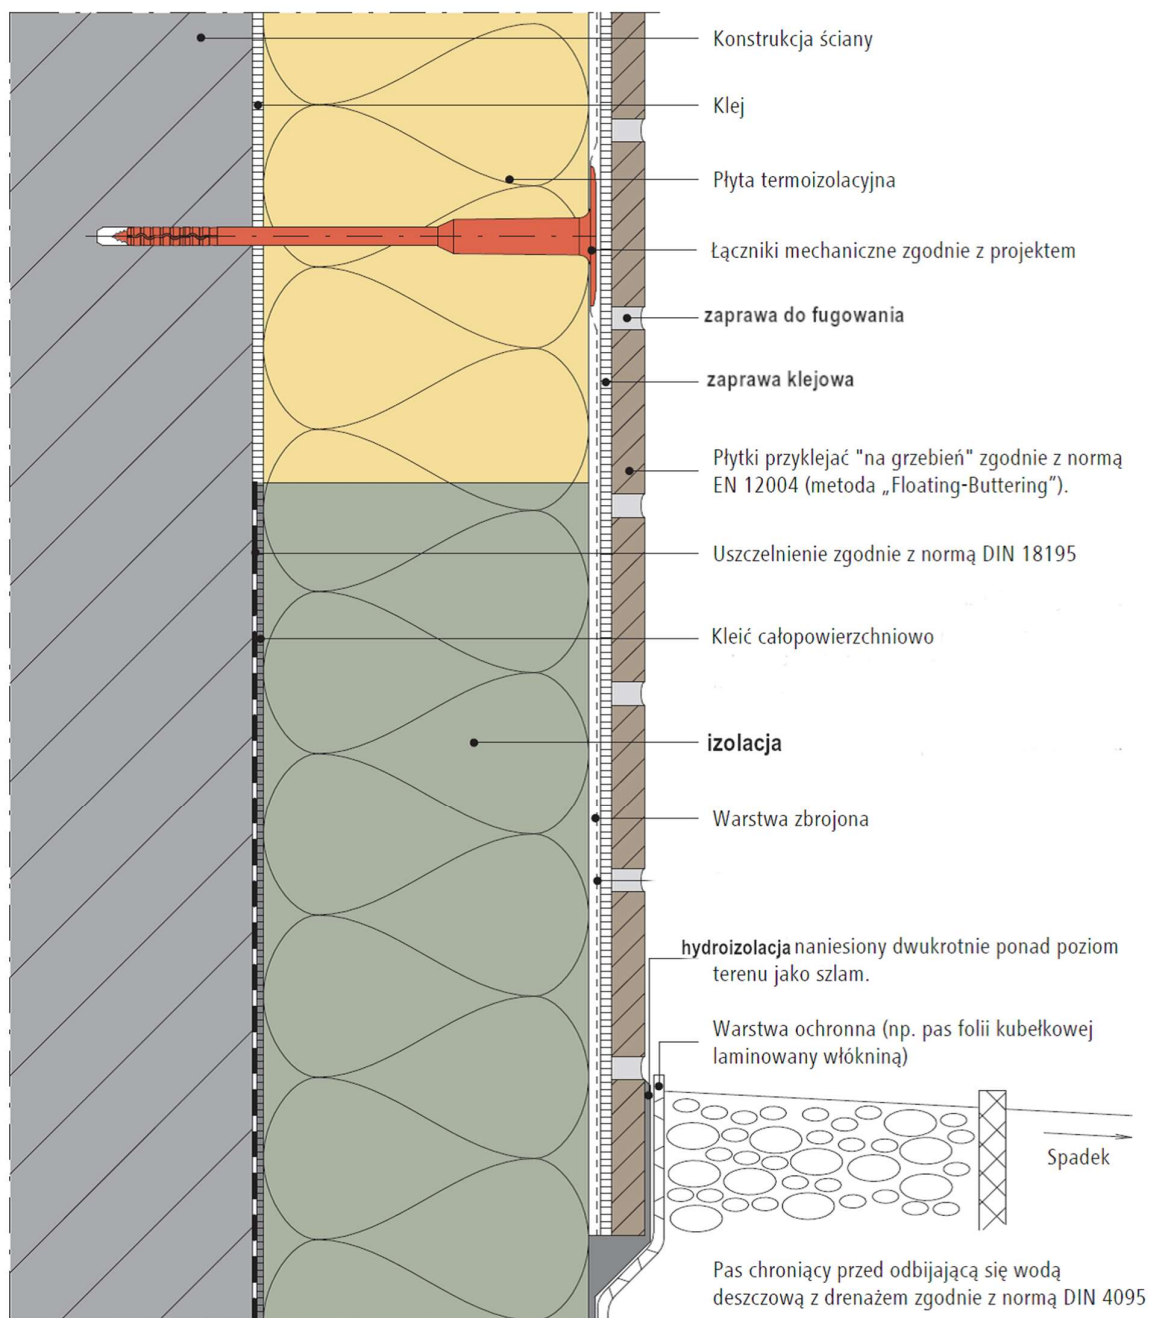 Konstrukcja ściany
Klej
Płyta termoizolacyjna
Łączniki mechaniczne zgodnie z projektem
zaprawa do fugowania
zaprawa klejowa
Płytki przyklejać "na grzebień" zgodnie z normą
EN 12004 (metoda „Floating-Buttering”).
Uszczelnienie zgodnie z normą DIN 18195
Kleić całopowierzchniowo
izolacja
Warstwa zbrojona
hydroizolacja naniesiony dwukrotnie ponad poziom
terenu jako szlam.
Warstwa ochronna (np. pas folii kubełkowej
laminowany włókniną)
Spadek
Pas chroniący przed odbijającą się wodą
deszczową z drenażem zgodnie z normą DIN 4095